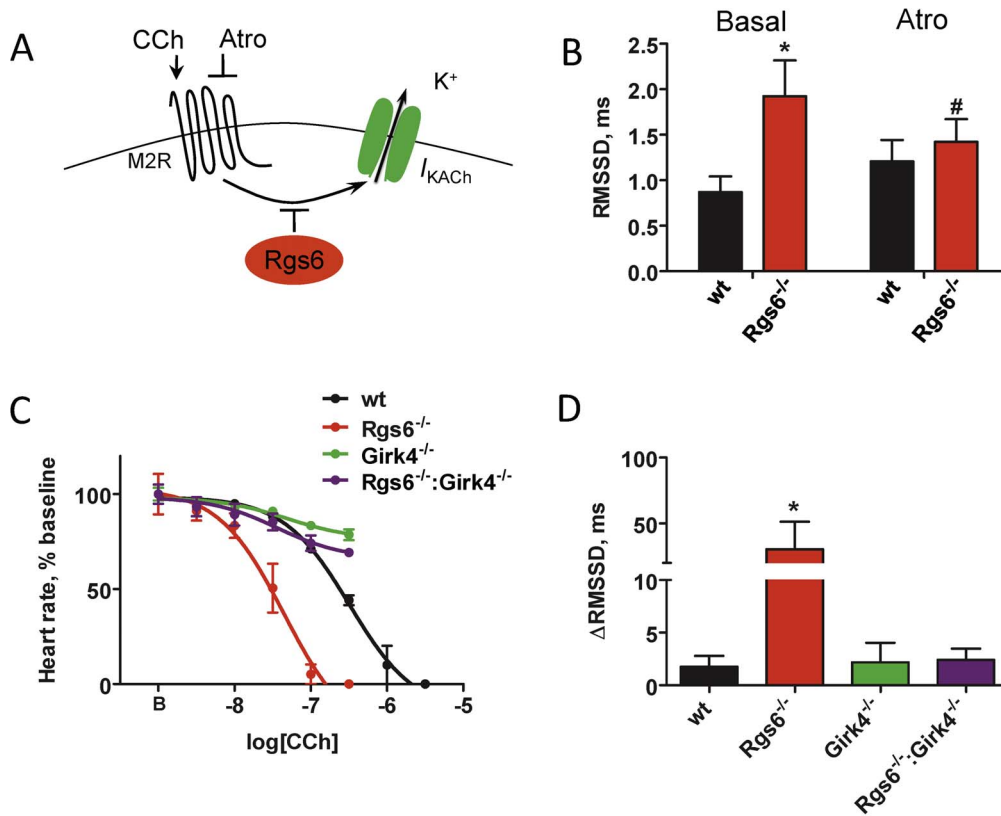 A
CCh Atro
K⁺
M2R
I_KACh
Rgs6
B
Basal Atro
RMSSD, ms
2.5
2.0
1.5
1.0
0.5
0.0
*
#
wt
Rgs6⁻/⁻
wt
Rgs6⁻/⁻
C
wt
Rgs6⁻/⁻
Girk4⁻/⁻
Rgs6⁻/⁻:Girk4⁻/⁻
Heart rate, % baseline
100
50
0
B -8 -7 -6 -5
log[CCh]
D
ΔRMSSD, ms
100
50
10
5
0
*
wt
Rgs6⁻/⁻
Girk4⁻/⁻
Rgs6⁻/⁻:Girk4⁻/⁻